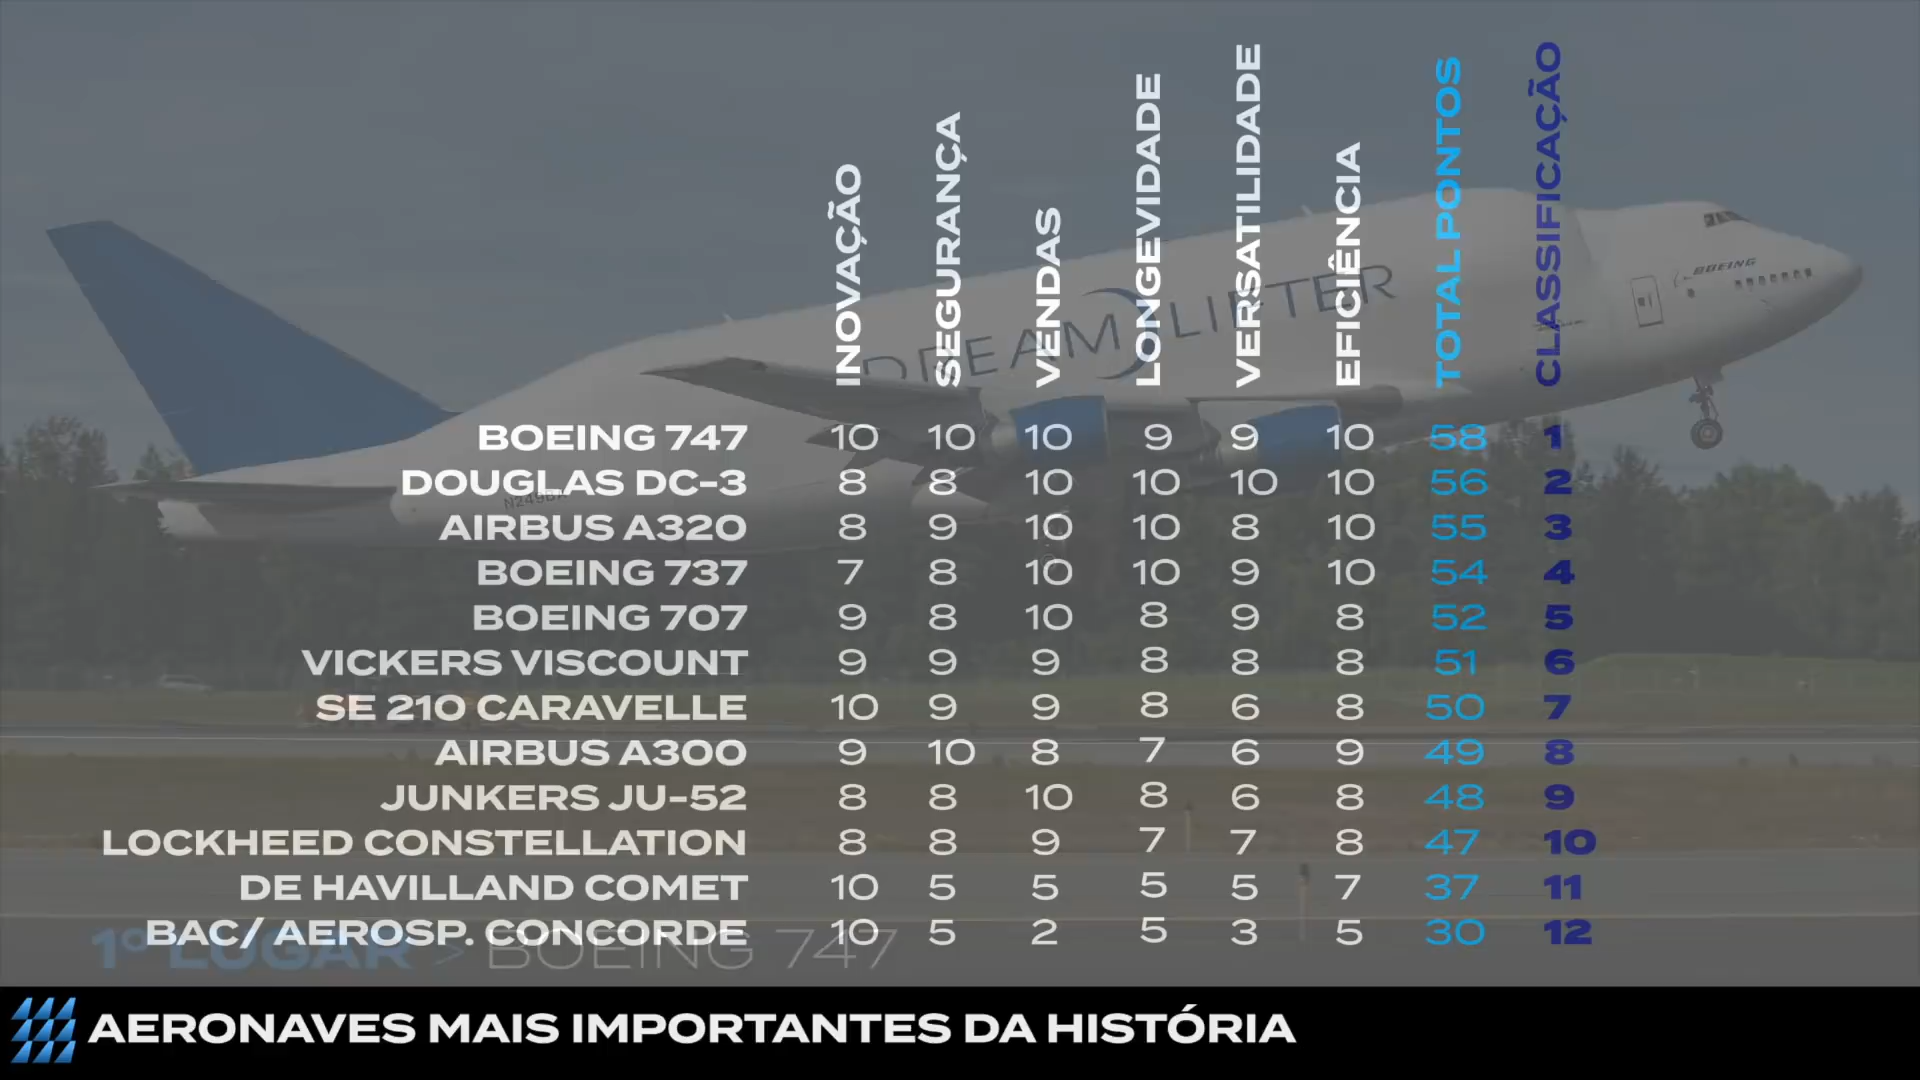 INOVAÇÃO SEGURANÇA VENDAS LONGEVIDADE VERSATILIDADE EFICIÊNCIA TOTAL PONTOS CLASSIFICAÇÃO
DREAM LIFTER
BOEING
BOEING 747 10 10 10 9 9 10 58 1
DOUGLAS DC-3 8 8 10 10 10 10 56 2
AIRBUS A320 8 9 10 10 8 10 55 3
BOEING 737 7 8 10 10 9 10 54 4
BOEING 707 9 8 10 8 9 8 52 5
VICKERS VISCOUNT 9 9 9 8 8 8 51 6
SE 210 CARAVELLE 10 9 9 8 6 8 50 7
AIRBUS A300 9 10 8 7 6 9 49 8
JUNKERS JU-52 8 8 10 8 6 8 48 9
LOCKHEED CONSTELLATION 8 8 9 7 7 8 47 10
DE HAVILLAND COMET 10 5 5 5 5 7 37 11
BAC/ AEROSP. CONCORDE 10 5 2 5 3 5 30 12
1º LUGAR > BOEING 747
AERONAVES MAIS IMPORTANTES DA HISTÓRIA